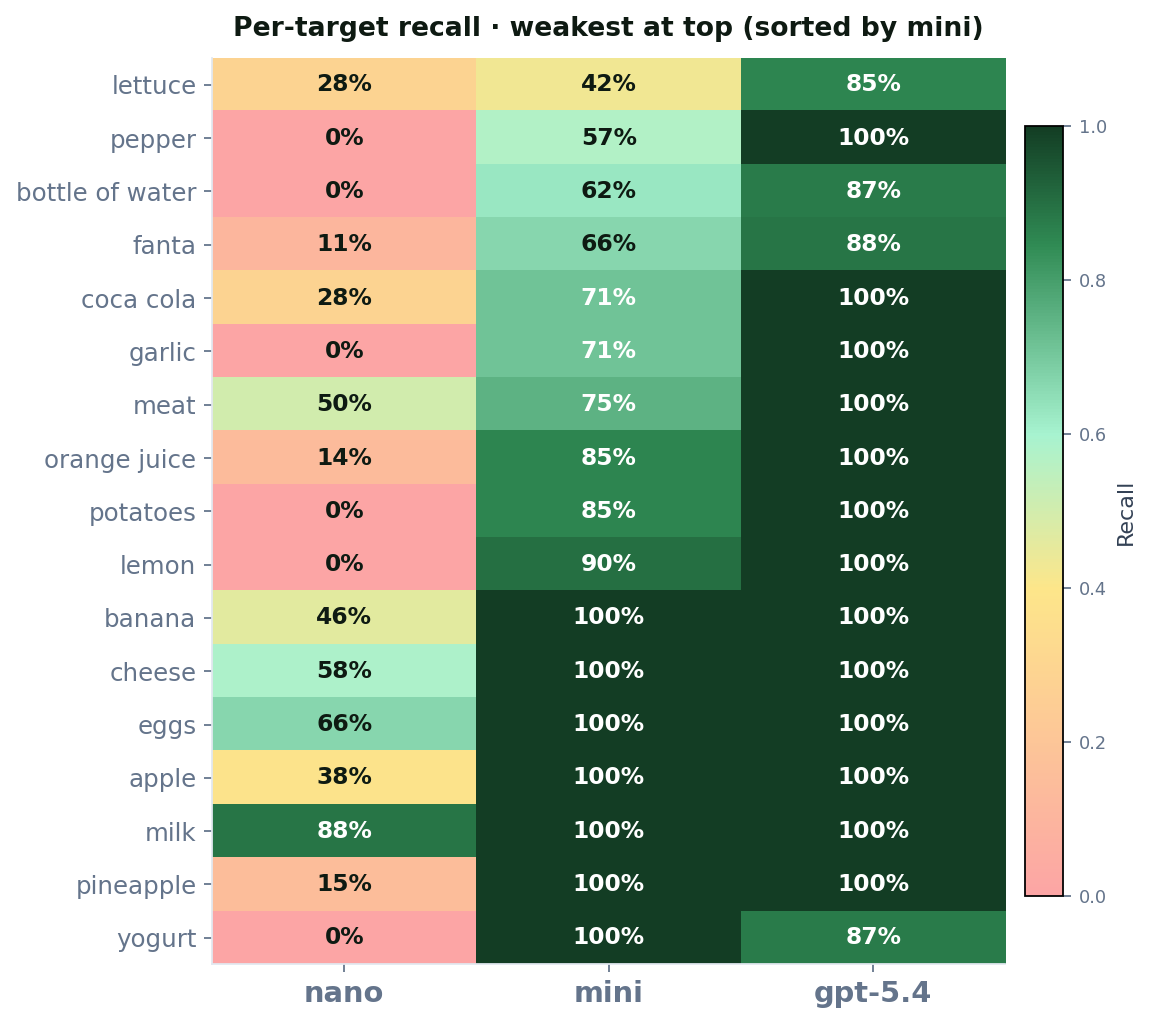 Per-target recall · weakest at top (sorted by mini)
lettuce 28% 42% 85%
pepper 0% 57% 100%
bottle of water 0% 62% 87%
fanta 11% 66% 88%
coca cola 28% 71% 100%
garlic 0% 71% 100%
meat 50% 75% 100%
orange juice 14% 85% 100%
potatoes 0% 85% 100%
lemon 0% 90% 100%
banana 46% 100% 100%
cheese 58% 100% 100%
eggs 66% 100% 100%
apple 38% 100% 100%
milk 88% 100% 100%
pineapple 15% 100% 100%
yogurt 0% 100% 87%
nano mini gpt-5.4
1.0
0.8
0.6
0.4
0.2
0.0
Recall